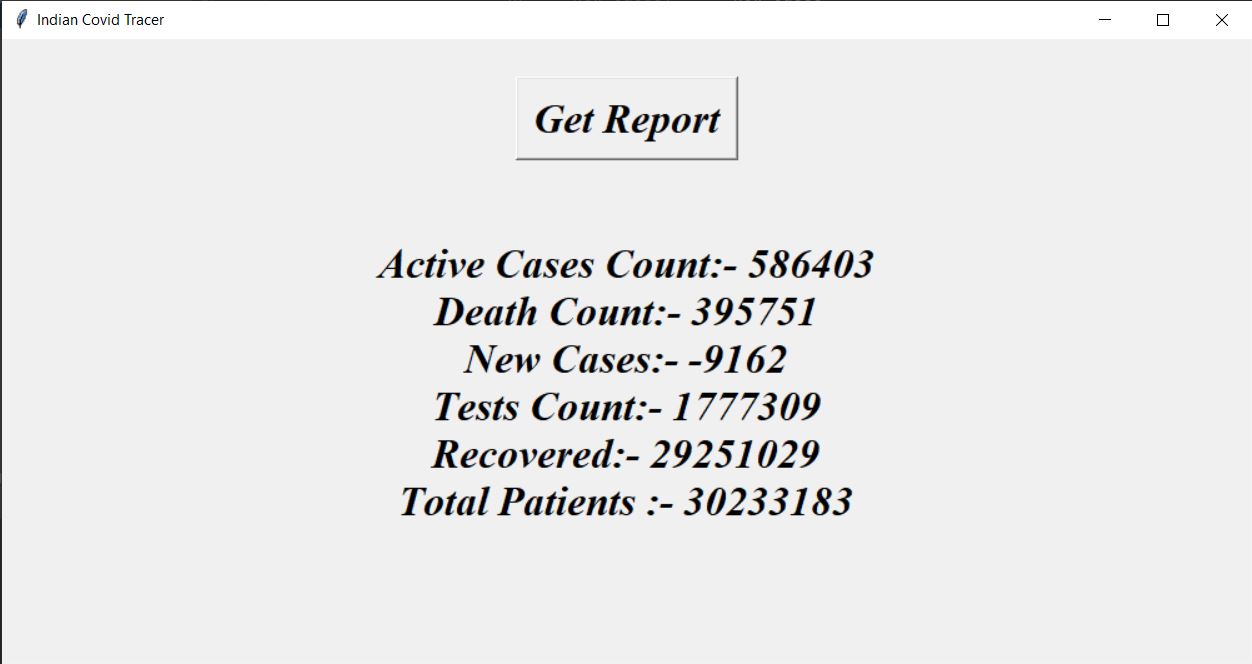 Indian Covid Tracer
Get Report
Active Cases Count:- 586403
Death Count:- 395751
New Cases:- -9162
Tests Count:- 1777309
Recovered:- 29251029
Total Patients :- 30233183